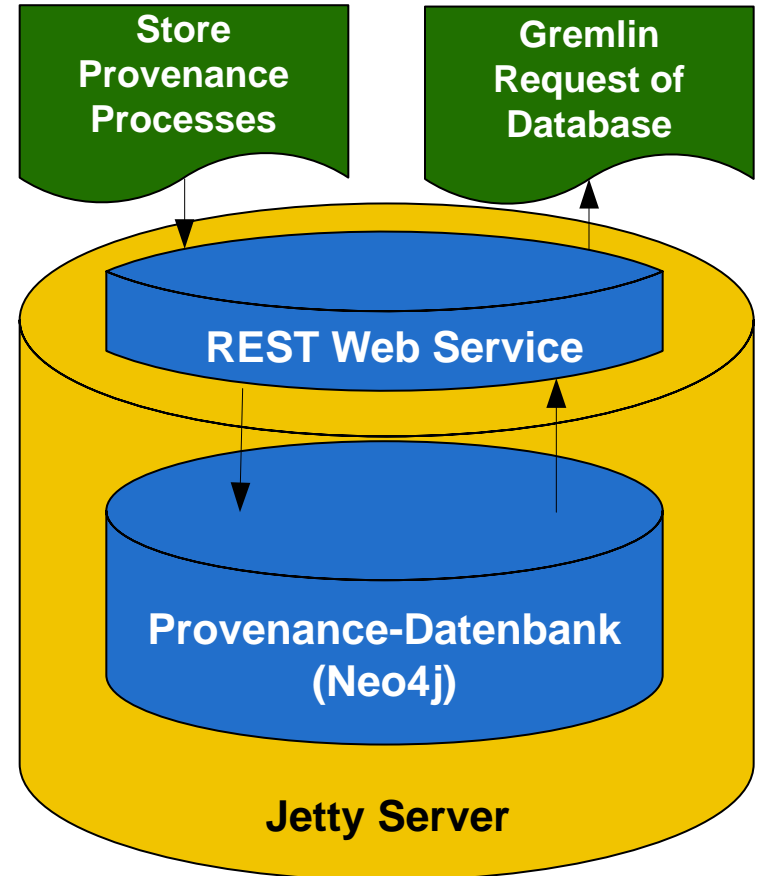 Store
Provenance
Processes
Gremlin
Request of
Database
REST Web Service
Provenance-Datenbank
(Neo4j)
Jetty Server